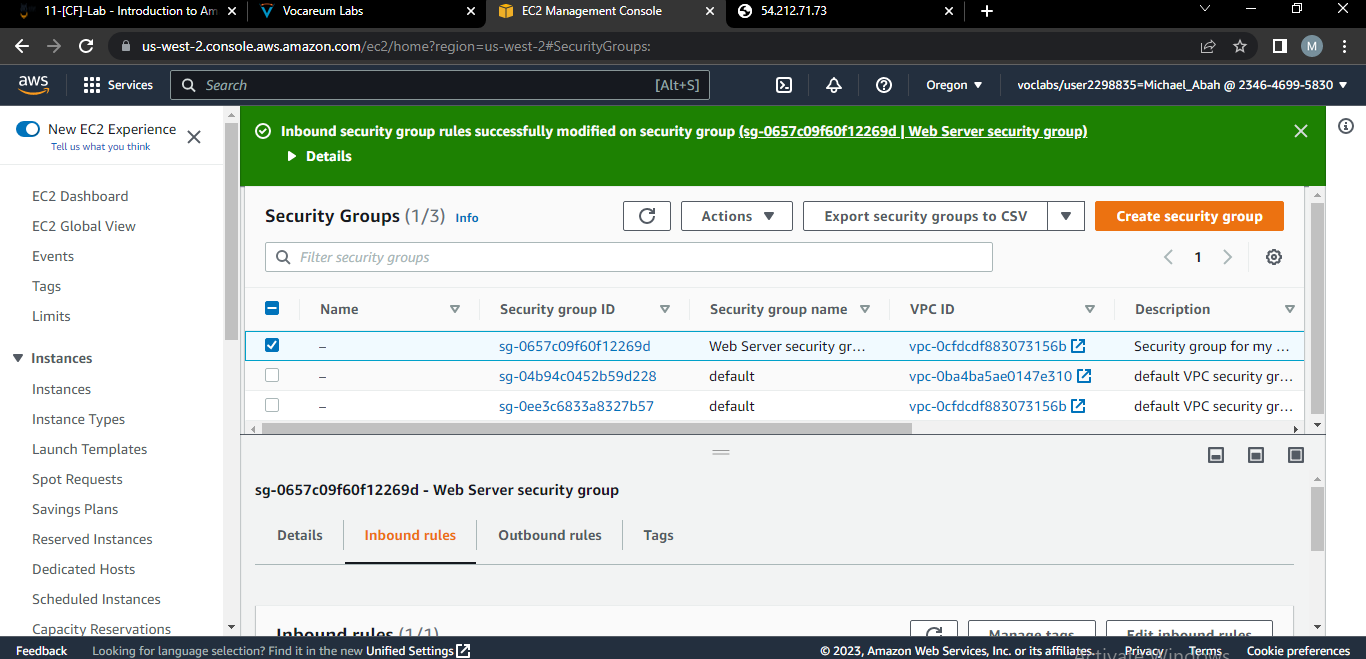 11-[CF]-Lab - Introduction to Am
Vocareum Labs
EC2 Management Console
54.212.71.73
us-west-2.console.aws.amazon.com/ec2/home?region=us-west-2#SecurityGroups:
M
aws
Services
Search
[Alt+S]
Oregon
voclabs/user2298835=Michael_Abah @ 2346-4699-5830
New EC2 Experience
Tell us what you think
EC2 Dashboard
EC2 Global View
Events
Tags
Limits
Instances
Instances
Instance Types
Launch Templates
Spot Requests
Savings Plans
Reserved Instances
Dedicated Hosts
Scheduled Instances
Capacity Reservations
Inbound security group rules successfully modified on security group (sg-0657c09f60f12269d | Web Server security group)
Details
Security Groups (1/3) Info
Actions
Export security groups to CSV
Create security group
Filter security groups
1
Name Security group ID Security group name VPC ID Description
– sg-0657c09f60f12269d Web Server security gr... vpc-0cfdcdf883073156b Security group for my ...
– sg-04b94c0452b59d228 default vpc-0ba4ba5ae0147e310 default VPC security gr...
– sg-0ee3c6833a8327b57 default vpc-0cfdcdf883073156b default VPC security gr...
sg-0657c09f60f12269d - Web Server security group
Details Inbound rules Outbound rules Tags
Inbound rules (1/1)
Manage tags
Edit inbound rules
Feedback
Looking for language selection? Find it in the new Unified Settings
© 2023, Amazon Web Services, Inc. or its affiliates.
Privacy
Terms
Cookie preferences
Activate Windows